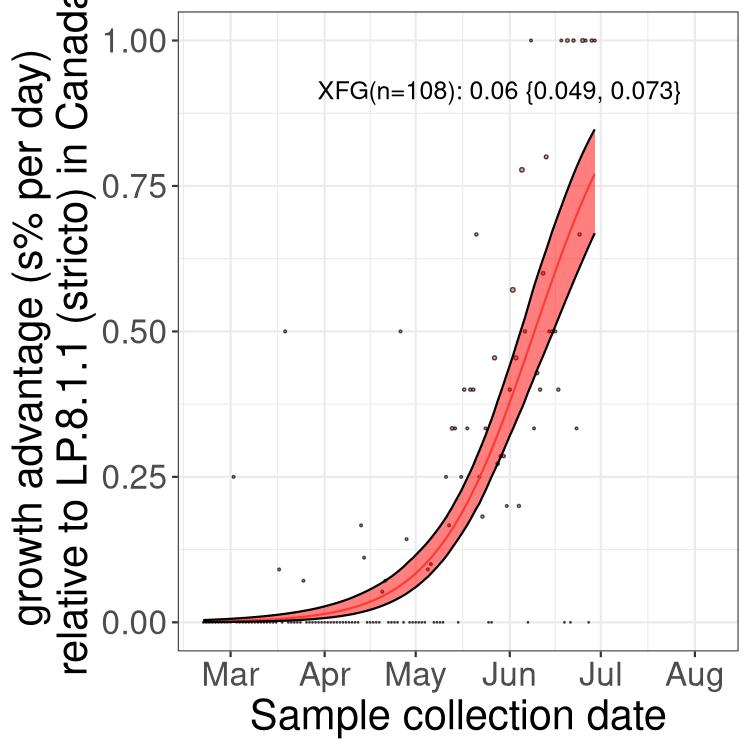 growth advantage (s% per day)
relative to LP.8.1.1 (stricto) in Canada
1.00
0.75
0.50
0.25
0.00
XFG(n=108): 0.06 {0.049, 0.073}
Mar Apr May Jun Jul Aug
Sample collection date